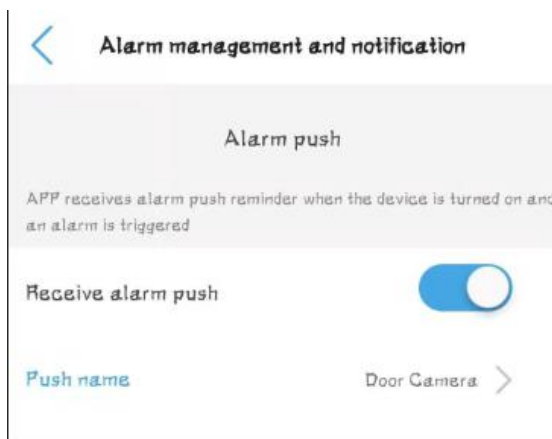 Alarm management and notification
Alarm push
APP receives alarm push reminder when the device is turned on and
an alarm is triggered
Receive alarm push
Push name
Door Camera